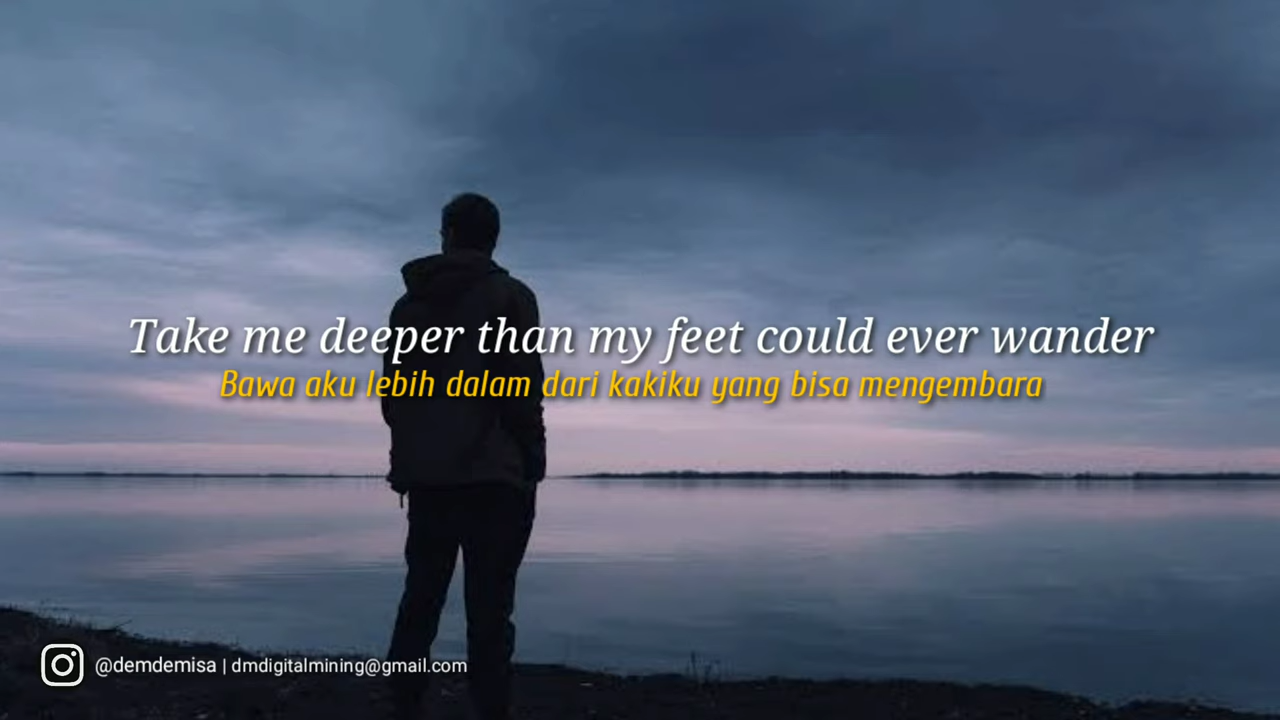 Take me deeper than my feet could ever wander
Bawa aku lebih dalam dari kakiku yang bisa mengembara
@demdemisa | dmdigitalmining@gmail.com